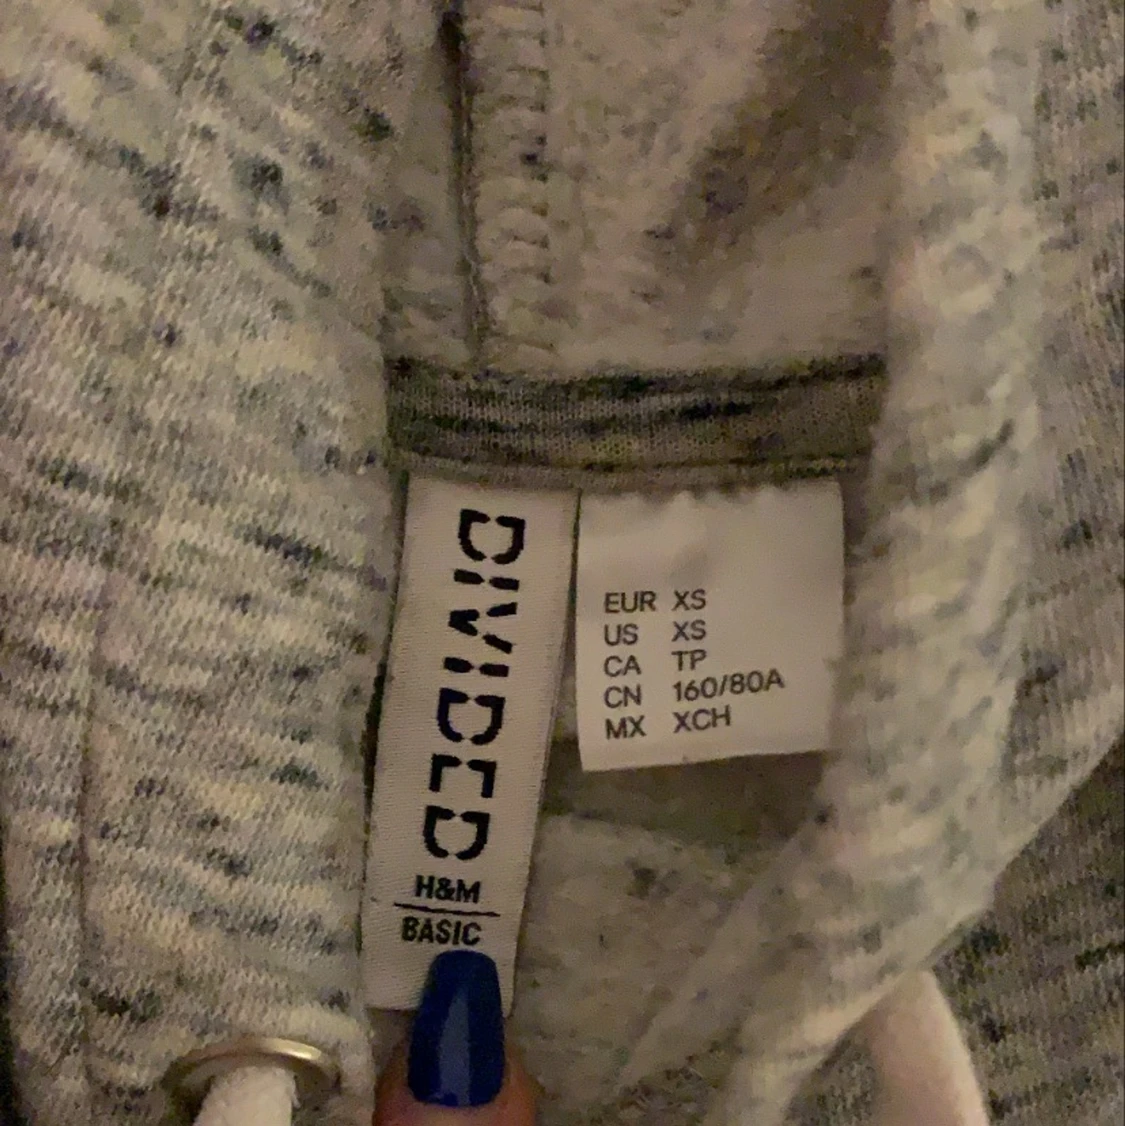 DIVIDED
H&M
BASIC
EUR XS
US XS
CA TP
CN 160/80A
MX XCH